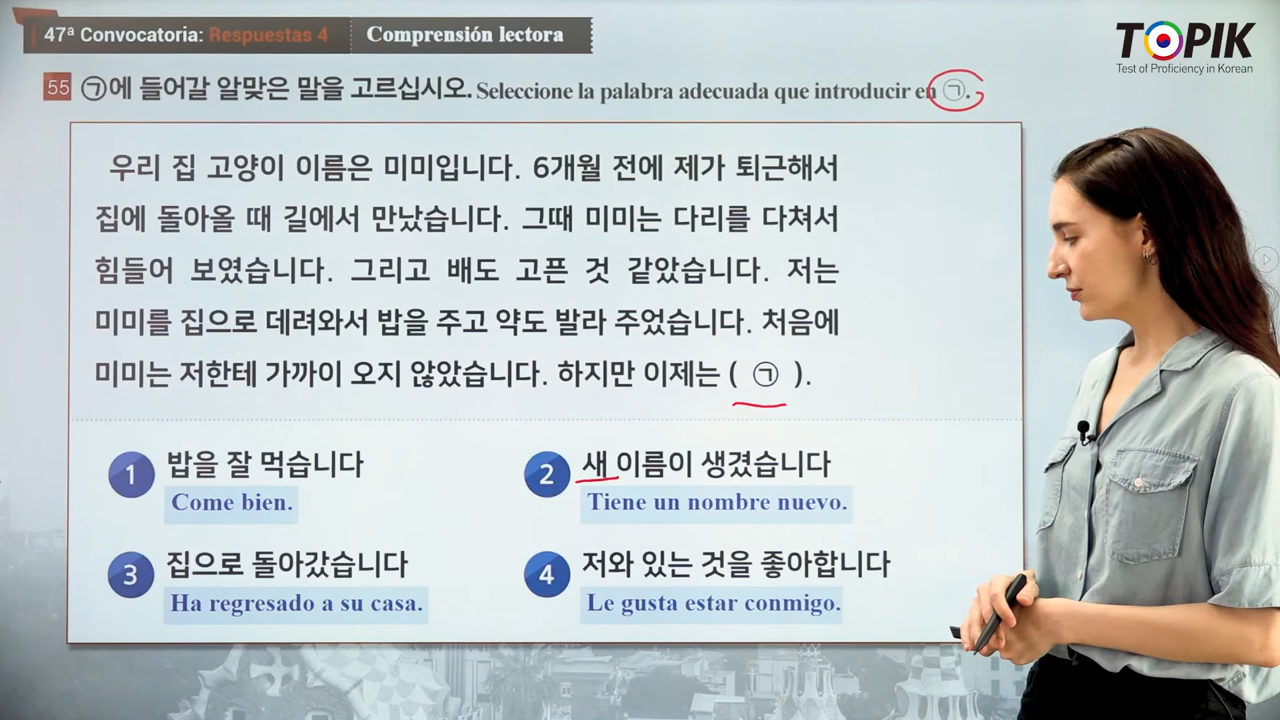 47ª Convocatoria: Respuestas 4 Comprensión lectora
TOPIK
Test of Proficiency in Korean
55 ㉠에 들어갈 알맞은 말을 고르십시오. Seleccione la palabra adecuada que introducir en ㉠.
우리 집 고양이 이름은 미미입니다. 6개월 전에 제가 퇴근해서
집에 돌아올 때 길에서 만났습니다. 그때 미미는 다리를 다쳐서
힘들어 보였습니다. 그리고 배도 고픈 것 같았습니다. 저는
미미를 집으로 데려와서 밥을 주고 약도 발라 주었습니다. 처음에
미미는 저한테 가까이 오지 않았습니다. 하지만 이제는 ( ㉠ ).
1 밥을 잘 먹습니다
Come bien.
2 새 이름이 생겼습니다
Tiene un nombre nuevo.
3 집으로 돌아갔습니다
Ha regresado a su casa.
4 저와 있는 것을 좋아합니다
Le gusta estar conmigo.